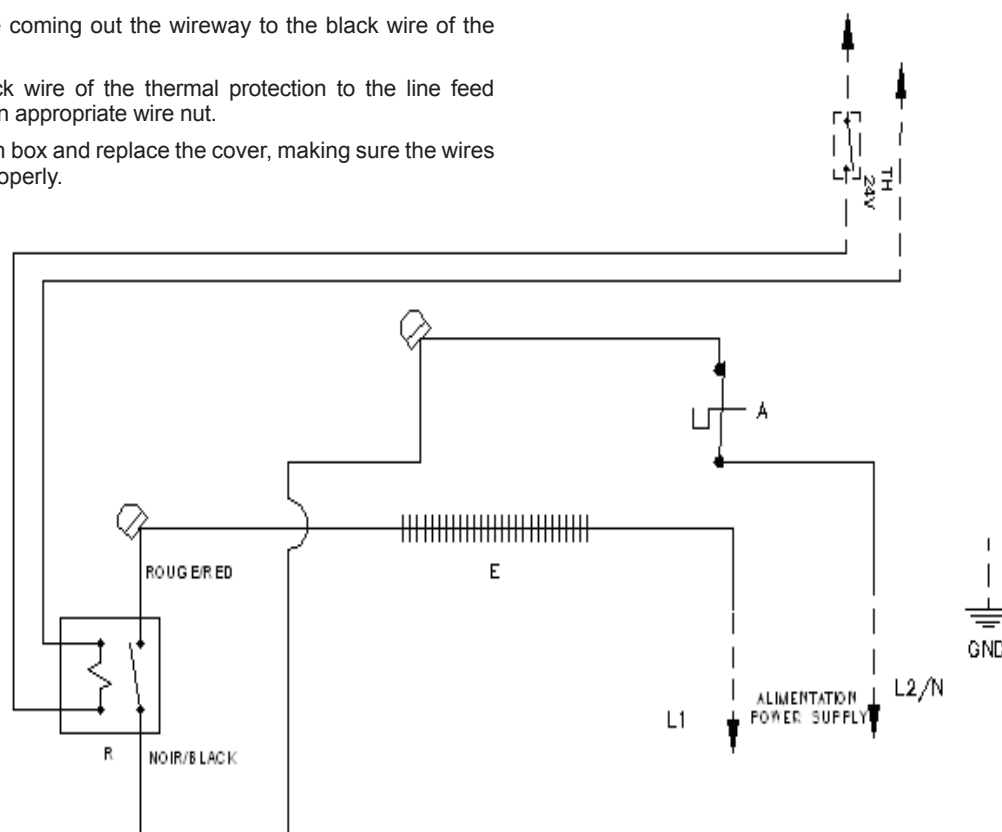 coming out the wireway to the black wire of the
wire of the thermal protection to the line feed
appropriate wire nut.
box and replace the cover, making sure the wires
TH
24V
A
ROUGE/RED
E
GND
L2/N
ALIMENTATION
L1
POWER SUPPLY
R
NOIR/BLACK